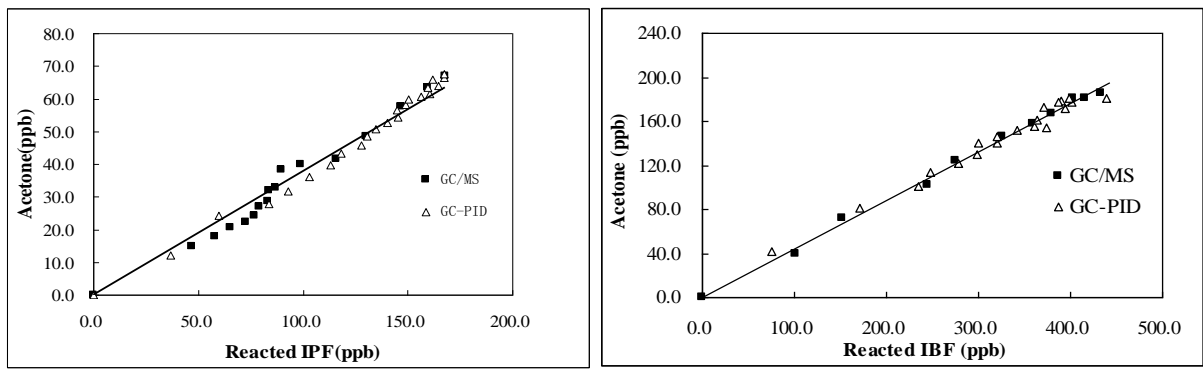 80.0
70.0
60.0
50.0
40.0
30.0
20.0
10.0
0.0
Acetone(ppb)
0.0 50.0 100.0 150.0 200.0
Reacted IPF(ppb)
GC/MS
GC-PID
240.0
200.0
160.0
120.0
80.0
40.0
0.0
Acetone (ppb)
0.0 100.0 200.0 300.0 400.0 500.0
Reacted IBF (ppb)
GC/MS
GC-PID